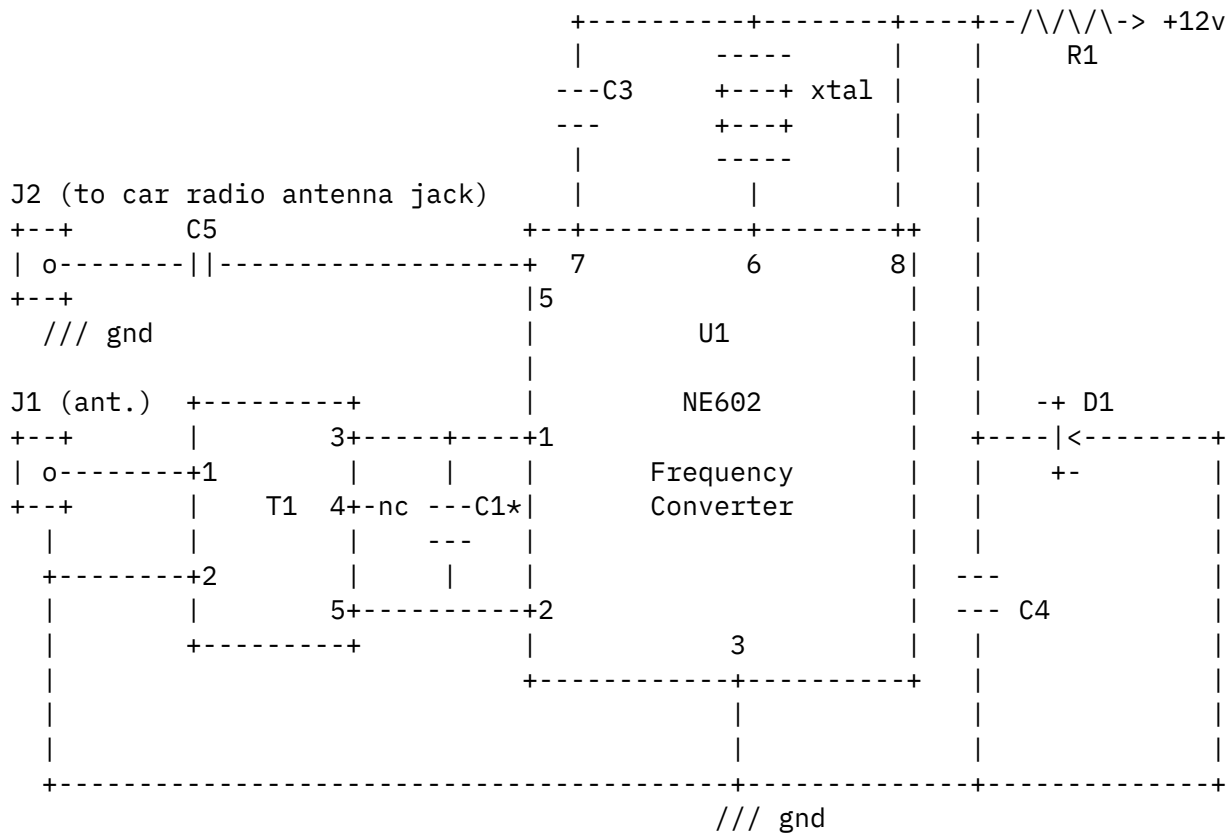 +---------+--------+----+--/\/\/\-> +12v
|       -----      |    |    R1
---C3    +---+ xtal |    |
---      +---+      |    |
|       -----      |    |
J2 (to car radio antenna jack)     |         |        |    |
+--+      C5                +--+----------+--------++   |
| o--------||----------------+  7          6       8|   |
+--+                        |5                      |   |
/// gnd                   |          U1           |   |
|                       |   |
J1 (ant.)  +---------+         |         NE602         |   |   -+ D1
+--+       |        3+-----+----+1                      |   +----|<--------+
| o--------+1        |     |   |       Frequency       |   |    +-        |
+--+       |    T1  4+-nc ---C1*|       Converter       |   |              |
|        |         |    ---  |                       |   |              |
+--------+2        |     |   |                       |  ---             |
|        |        5+----------+2                      |  --- C4          |
|        +---------+         |            3          |   |              |
|                            +------------+----------+   |              |
|                                         |              |              |
|                                         |              |              |
+-----------------------------------+--------------+--------------+
/// gnd